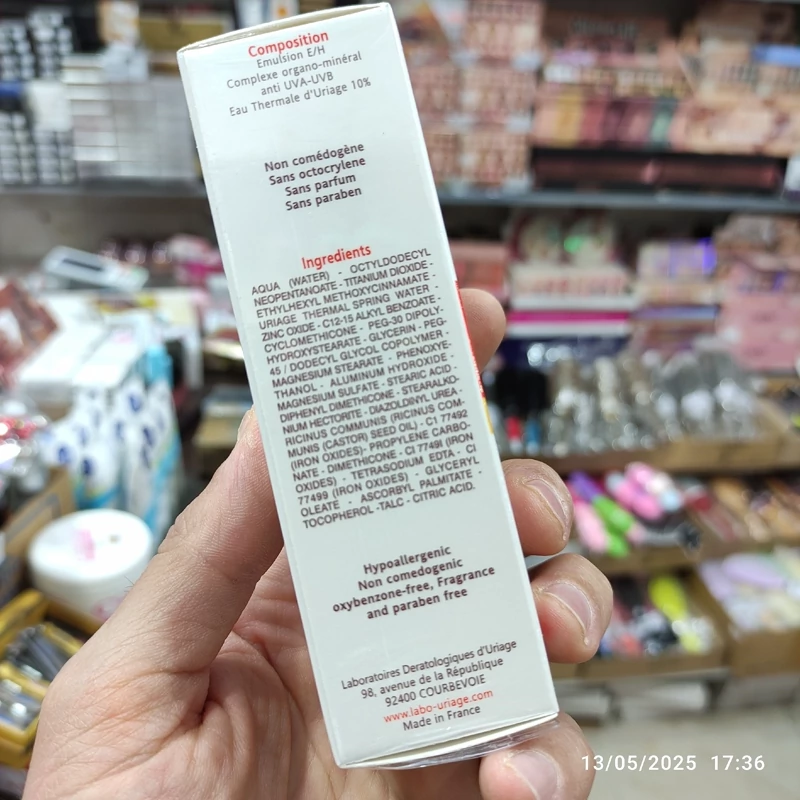 Composition
Emulsion E/H
Complexe organo-minéral
anti UVA-UVB
Eau Thermale d'Uriage 10%
Non comédogène
Sans octocrylene
Sans parfum
Sans paraben
Ingredients
AQUA (WATER) - OCTYLDODECYL
NEOPENTANOATE - TITANIUM DIOXIDE -
ETHYLHEXYL METHOXYCINNAMATE -
URIAGE THERMAL SPRING WATER -
ZINC OXIDE - C12-15 ALKYL BENZOATE -
CYCLOMETHICONE - PEG-30 DIPOLY-
HYDROXYSTEARATE - GLYCERIN - PEG-
45 / DODECYL GLYCOL COPOLYMER -
MAGNESIUM STEARATE - PHENOXYE-
THANOL - ALUMINUM HYDROXIDE -
MAGNESIUM SULFATE - STEARIC ACID -
DIPHENYL DIMETHICONE - STEARALKO-
NIUM HECTORITE - DIAZOLDINYL UREA -
RICINUS COMMUNIS (RICINUS COM-
MUNIS (CASTOR) SEED OIL) - C1 77492
(IRON OXIDES)- PROPYLENE CARBO-
NATE - DIMETHICONE - CI 7749I (IRON
OXIDES) - TETRASODIUM EDTA - CI
77499 (IRON OXIDES) - GLYCERYL
OLEATE - ASCORBYL PALMITATE -
TOCOPHEROL -TALC - CITRIC ACID.
Hypoallergenic
Non comedogenic
oxybenzone-free, Fragrance
and paraben free
Laboratoires Deratologiques d'Uriage
98, avenue de la République
92400 COURBEVOIE
www.labo-uriage.com
Made in France
13/05/2025 17:36